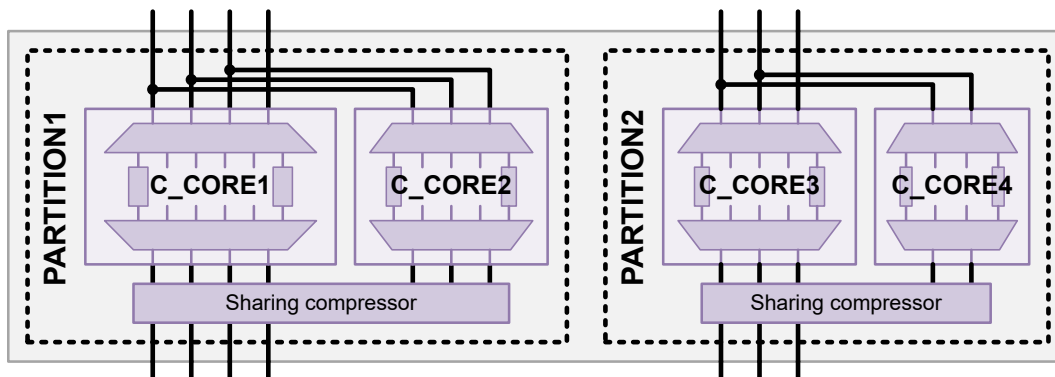 PARTITION1
C_CORE1
C_CORE2
Sharing compressor
PARTITION2
C_CORE3
C_CORE4
Sharing compressor